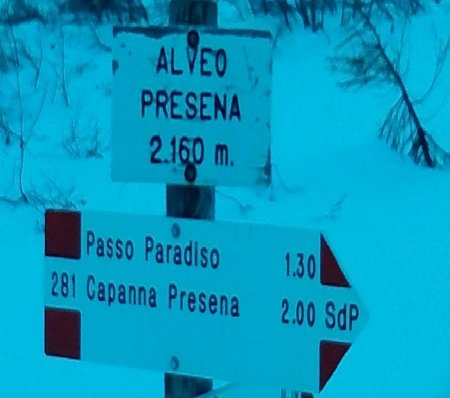 ALVEO
PRESENA
2.160 m.
Passo Paradiso 1.30
281 Capanna Presena 2.00 SdP